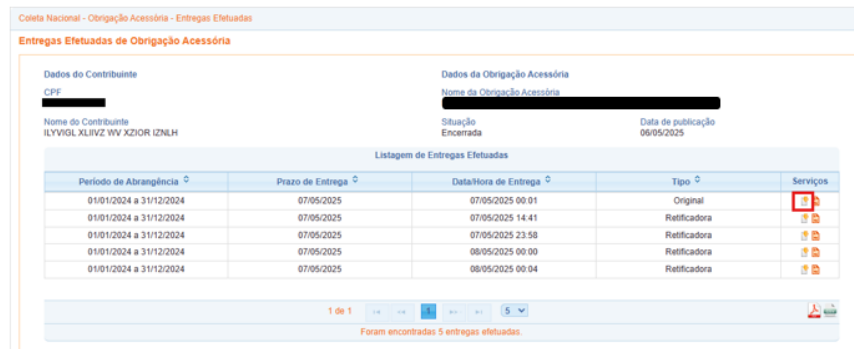 Coleta Nacional - Obrigação Acessória - Entregas Efetuadas
Entregas Efetuadas de Obrigação Acessória
Dados do Contribuinte Dados da Obrigação Acessória
CPF Nome da Obrigação Acessória
Nome do Contribuinte Situação Data de publicação
ILYVIGL XLIIVZ WV XZIOR IZNLH Encerrada 06/05/2025
Listagem de Entregas Efetuadas
Período de Abrangência Prazo de Entrega Data/Hora de Entrega Tipo Serviços
01/01/2024 a 31/12/2024 07/05/2025 07/05/2025 00:01 Original
01/01/2024 a 31/12/2024 07/05/2025 07/05/2025 14:41 Retificadora
01/01/2024 a 31/12/2024 07/05/2025 07/05/2025 23:58 Retificadora
01/01/2024 a 31/12/2024 07/05/2025 08/05/2025 00:00 Retificadora
01/01/2024 a 31/12/2024 07/05/2025 08/05/2025 00:04 Retificadora
1 de 1 1 5
Foram encontradas 5 entregas efetuadas.